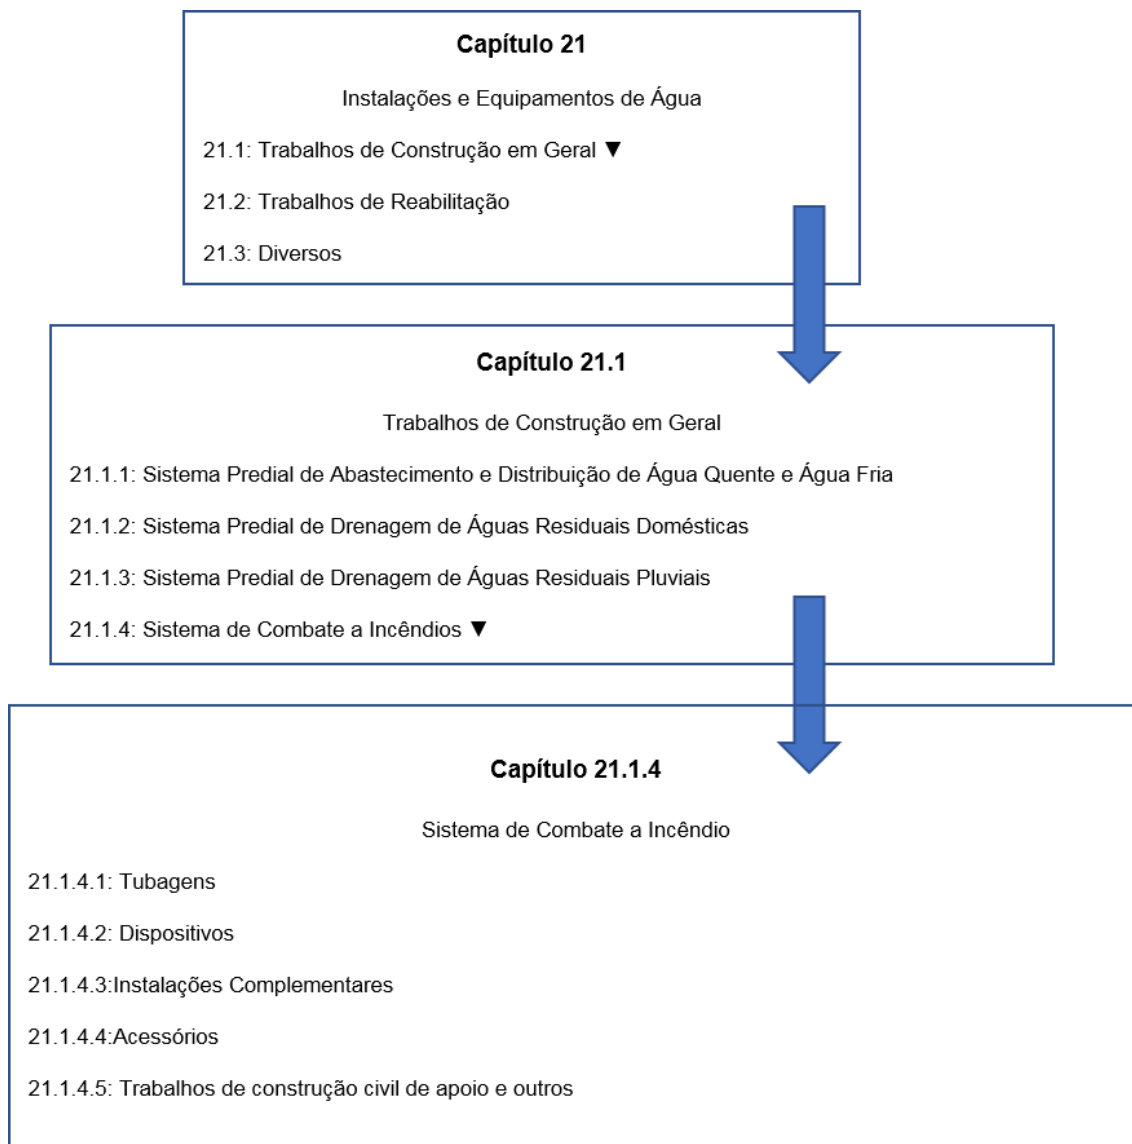 Capítulo 21
Instalações e Equipamentos de Água
21.1: Trabalhos de Construção em Geral ▼
21.2: Trabalhos de Reabilitação
21.3: Diversos
Capítulo 21.1
Trabalhos de Construção em Geral
21.1.1: Sistema Predial de Abastecimento e Distribuição de Água Quente e Água Fria
21.1.2: Sistema Predial de Drenagem de Águas Residuais Domésticas
21.1.3: Sistema Predial de Drenagem de Águas Residuais Pluviais
21.1.4: Sistema de Combate a Incêndios ▼
Capítulo 21.1.4
Sistema de Combate a Incêndio
21.1.4.1: Tubagens
21.1.4.2: Dispositivos
21.1.4.3:Instalações Complementares
21.1.4.4:Acessórios
21.1.4.5: Trabalhos de construção civil de apoio e outros